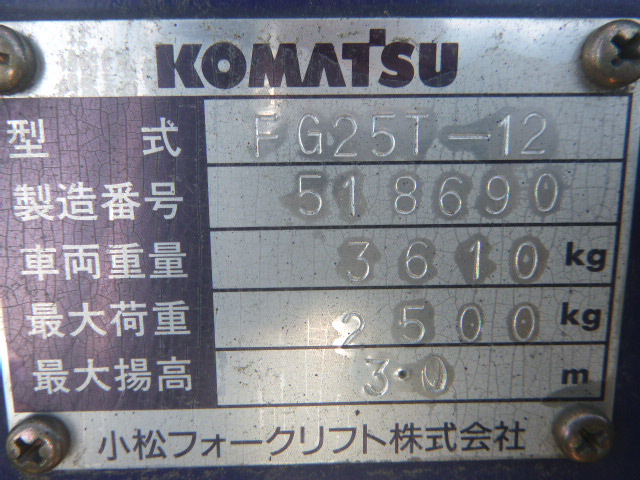 KOMATSU
型 式 FG25T-12
製造番号 518690
車両重量 3610 kg
最大荷重 2500 kg
最大揚高 3.0 m
小松フォークリフト株式会社